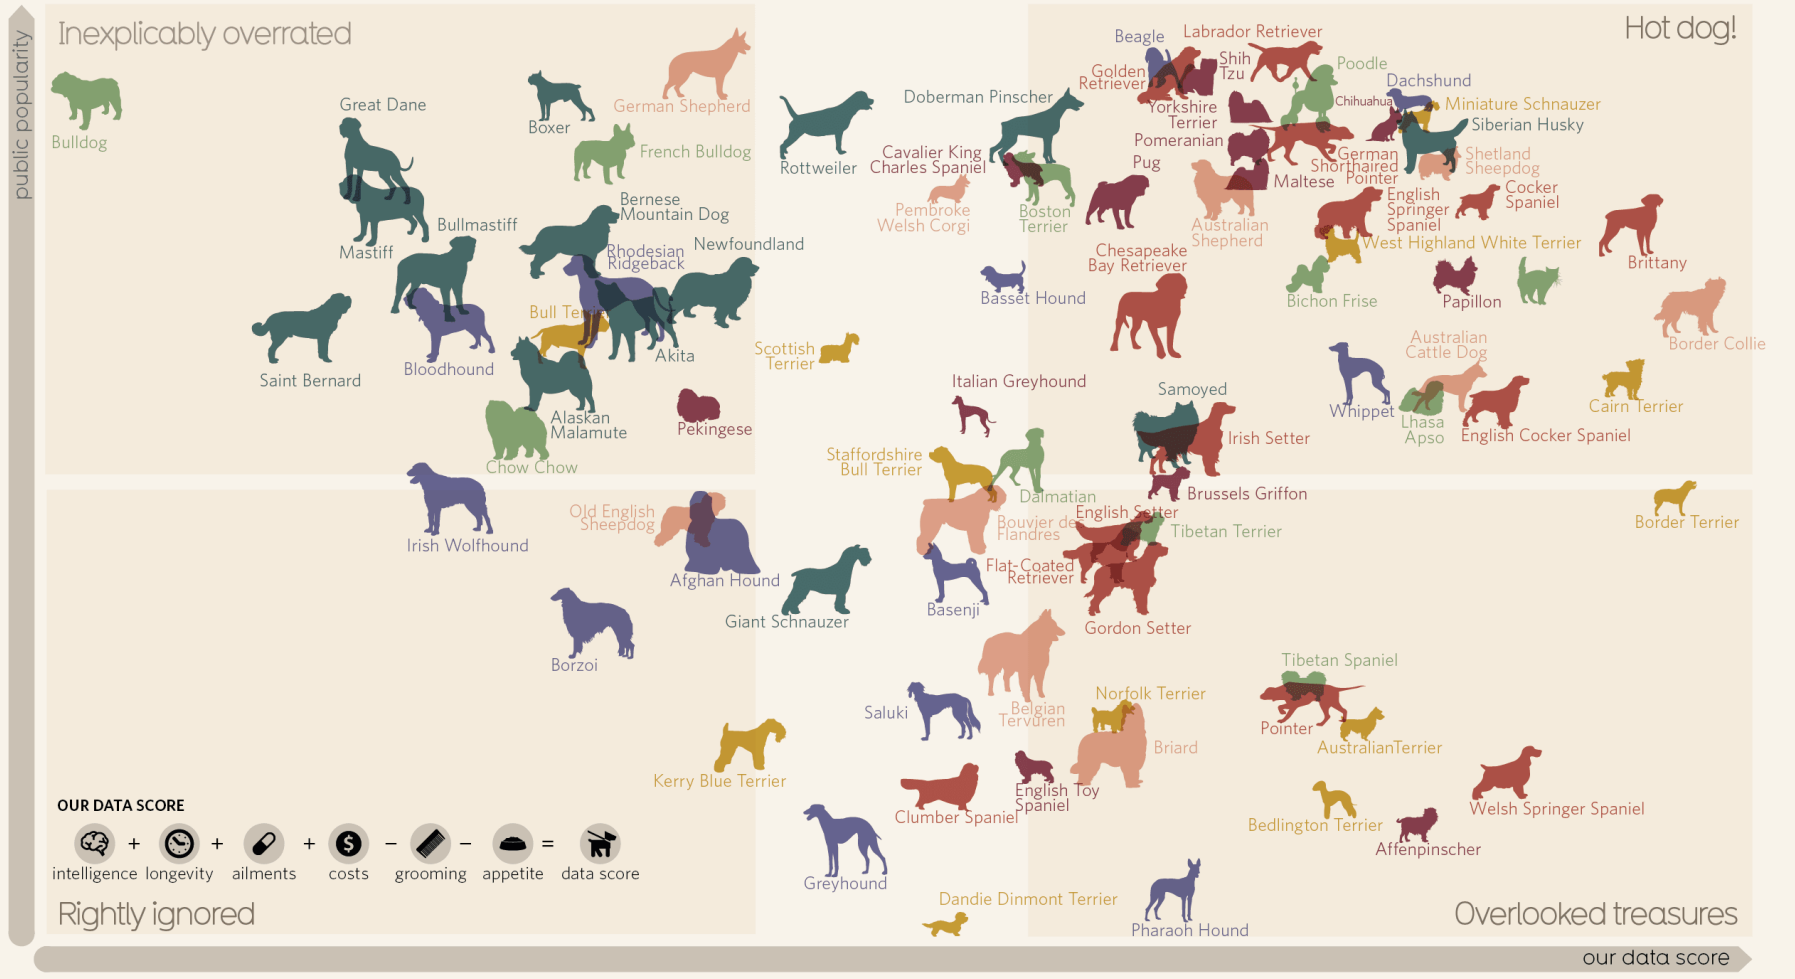 public popularity
Inexplicably overrated
Hot dog!
Bulldog
Great Dane
Boxer
German Shepherd
French Bulldog
Mastiff
Bullmastiff
Bernese
Mountain Dog
Rhodesian
Ridgeback
Newfoundland
Saint Bernard
Bloodhound
Bull Terrier
Akita
Alaskan
Malamute
Chow Chow
Pekingese
Rottweiler
Doberman Pinscher
Cavalier King
Charles Spaniel
Pembroke
Welsh Corgi
Boston
Terrier
Basset Hound
Scottish
Terrier
Italian Greyhound
Staffordshire
Bull Terrier
Dalmatian
Beagle
Labrador Retriever
Golden
Retriever
Shih
Tzu
Poodle
Yorkshire
Terrier
Chihuahua
Dachshund
Miniature Schnauzer
Siberian Husky
Pomeranian
Pug
Maltese
German
Shorthaired
Pointer
Shetland
Sheepdog
Australian
Shepherd
English
Springer
Spaniel
Cocker
Spaniel
Brittany
West Highland White Terrier
Chesapeake
Bay Retriever
Bichon Frise
Papillon
Border Collie
Australian
Cattle Dog
Whippet
Lhasa
Apso
English Cocker Spaniel
Cairn Terrier
Samoyed
Irish Setter
Brussels Griffon
Irish Wolfhound
Old English
Sheepdog
Afghan Hound
Borzoi
Giant Schnauzer
Bouvier des
Flandres
Basenji
English Setter
Tibetan Terrier
Flat-Coated
Retriever
Gordon Setter
Border Terrier
Kerry Blue Terrier
Saluki
Belgian
Tervuren
Norfolk Terrier
Briard
Tibetan Spaniel
Pointer
AustralianTerrier
Clumber Spaniel
English Toy
Spaniel
Greyhound
Bedlington Terrier
Affenpinscher
Welsh Springer Spaniel
Dandie Dinmont Terrier
Pharaoh Hound
OUR DATA SCORE
+ + + $ – – =
intelligence longevity ailments costs grooming appetite data score
Rightly ignored
Overlooked treasures
our data score